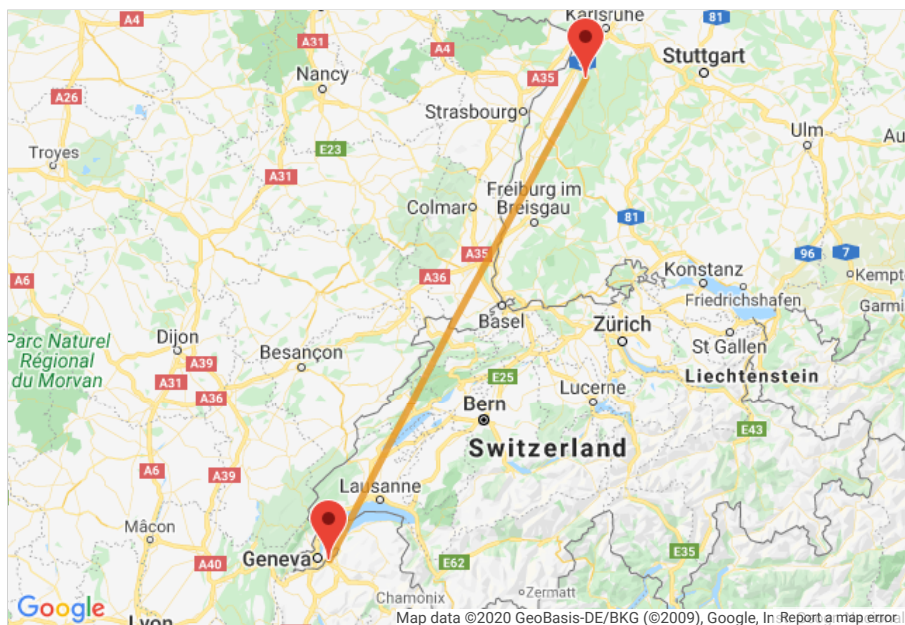 A4
A31
A4
Karlsruhe
81
Nancy
A35
Stuttgart
A26
Strasbourg
Troyes
E23
Ulm
Au
A31
Freiburg im
Breisgau
Colmar
81
A35
96
7
A6
A36
Konstanz
Kempt
Friedrichshafen
Garmi
Basel
Zürich
Parc Naturel
Régional
du Morvan
Dijon
A39
Besançon
St Gallen
A31
A36
E25
Lucerne
Liechtenstein
Bern
E43
Switzerland
A6
Lausanne
Mâcon
Geneva
A40
E62
E35
Chamonix
Zermatt
Google
Lyon
Map data ©2020 GeoBasis-DE/BKG (©2009), Google, In
Report a map error